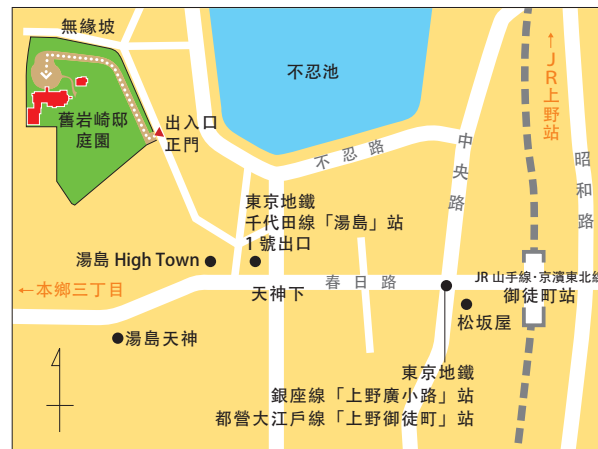 無緣坡
不忍池
↑JR上野站
舊岩崎邸
庭園
出入口
正門
不忍路
中央路
昭和路
東京地鐵
千代田線「湯島」站
1 號出口
湯島 High Town
天神下
春日路
←本鄉三丁目
JR 山手線・京濱東北線
御徒町站
松坂屋
湯島天神
東京地鐵
銀座線「上野廣小路」站
都營大江戶線「上野御徒町」站